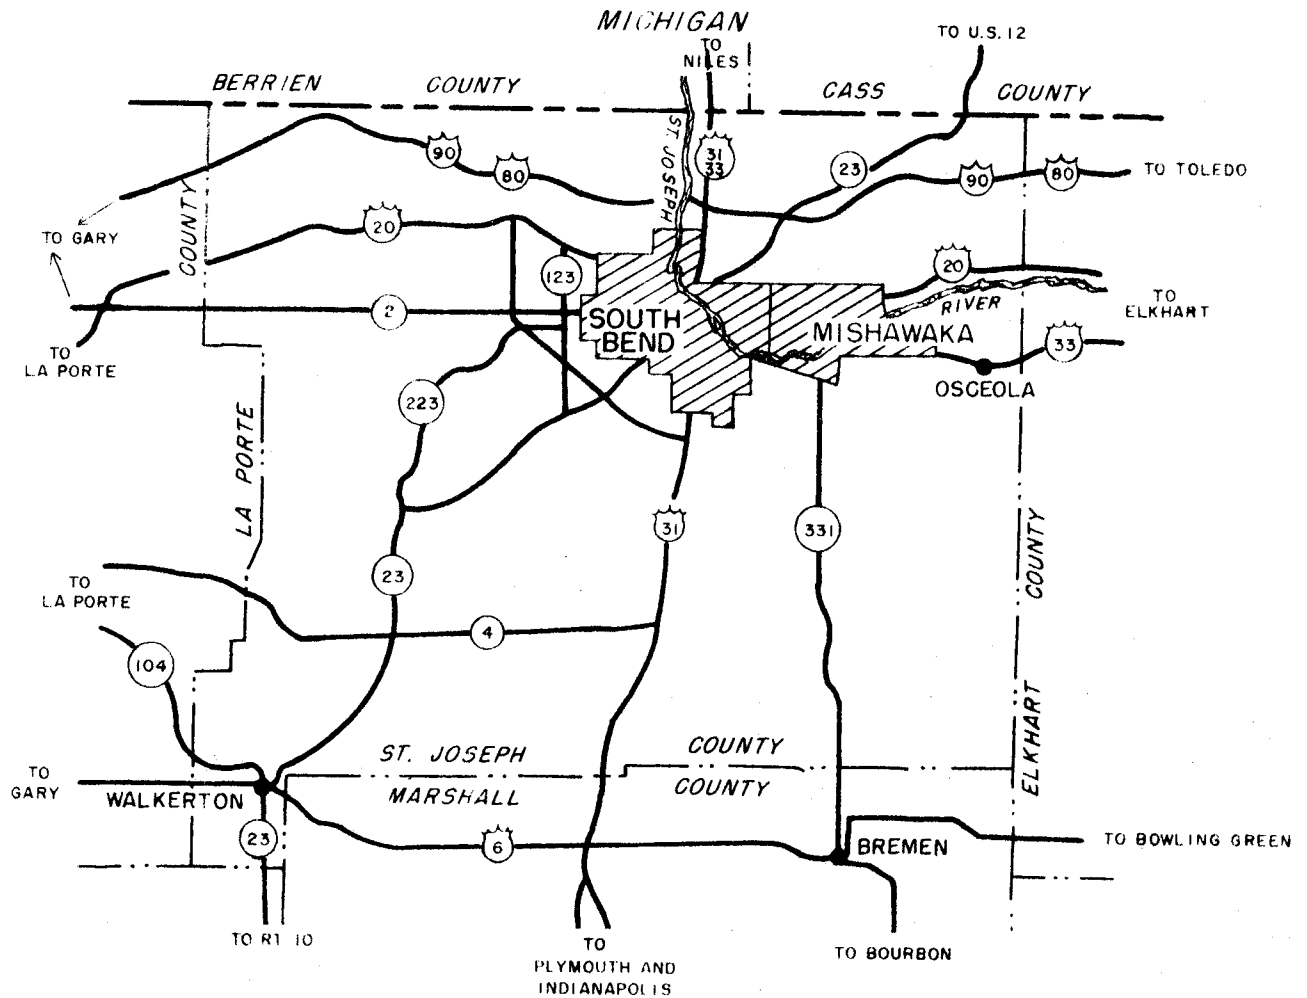 MICHIGAN
TO
NILES
TO U.S. 12
BERRIEN COUNTY
CASS COUNTY
ST. JOSEPH
31
33
90
80
23
90
80
TO TOLEDO
COUNTY
20
TO GARY
123
20
RIVER
TO
ELKHART
2
SOUTH
BEND
MISHAWAKA
33
TO
LA PORTE
OSCEOLA
223
LA PORTE
31
331
COUNTY
23
TO
LA PORTE
4
104
ELKHART
ST. JOSEPH COUNTY
MARSHALL COUNTY
TO
GARY
WALKERTON
23
6
BREMEN
TO BOWLING GREEN
TO RT 10
TO
PLYMOUTH AND
INDIANAPOLIS
TO BOURBON